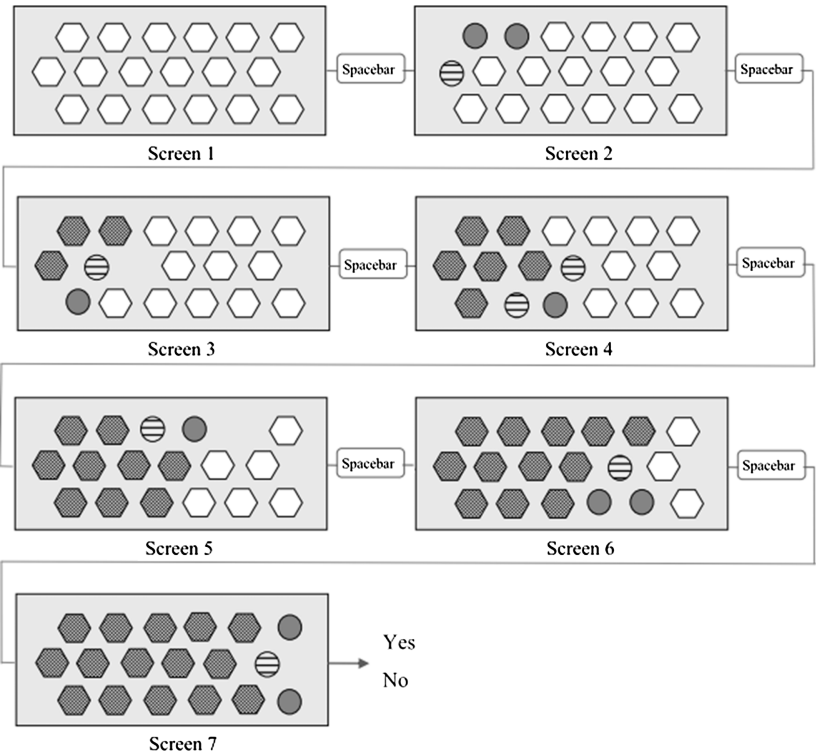 Spacebar
Spacebar
Screen 1
Screen 2
Spacebar
Spacebar
Screen 3
Screen 4
Spacebar
Spacebar
Screen 5
Screen 6
Yes
No
Screen 7